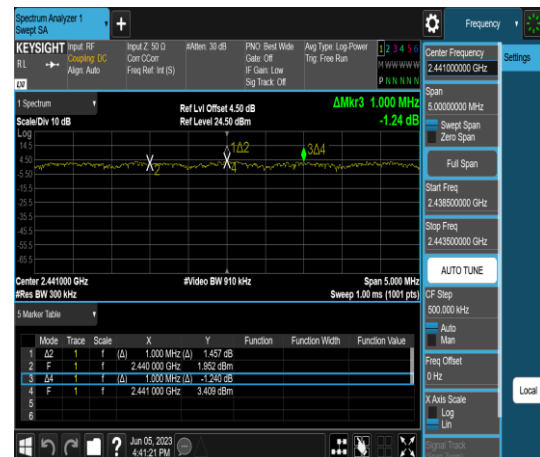 Spectrum Analyzer 1
Swept SA
+
Frequency
KEYSIGHT
RL
Input: RF
Coupling: DC
Align: Auto
Input Z: 50 Ω
Corr CCorr
Freq Ref: Int (S)
#Atten: 30 dB
PNO: Best Wide
Gate: Off
IF Gain: Low
Sig Track: Off
Avg Type: Log-Power
Trig: Free Run
1 2 3 4 5 6
M W W W W W
P N N N N N
1 Spectrum
Scale/Div 10 dB
Ref Lvl Offset 4.50 dB
Ref Level 24.50 dBm
ΔMkr3 1.000 MHz
-1.24 dB
Log
14.5
4.50
-5.50
-15.5
-25.5
-35.5
-45.5
-55.5
-65.5
1Δ2
2
4
3Δ4
Center 2.441000 GHz
#Res BW 300 kHz
#Video BW 910 kHz
Span 5.000 MHz
Sweep 1.00 ms (1001 pts)
5 Marker Table
Mode Trace Scale X Y Function Function Width Function Value
1 Δ2 1 f (Δ) 1.000 MHz (Δ) 1.457 dB
2 F 1 f 2.440 000 GHz 1.952 dBm
3 Δ4 1 f (Δ) 1.000 MHz (Δ) -1.240 dB
4 F 1 f 2.441 000 GHz 3.409 dBm
5
6
Jun 05, 2023
4:41:21 PM
?
Center Frequency
2.441000000 GHz
Span
5.00000000 MHz
Swept Span
Zero Span
Full Span
Start Freq
2.438500000 GHz
Stop Freq
2.443500000 GHz
AUTO TUNE
CF Step
500.000 kHz
Auto
Man
Freq Offset
0 Hz
X Axis Scale
Log
Lin
Signal Track
Settings
Local